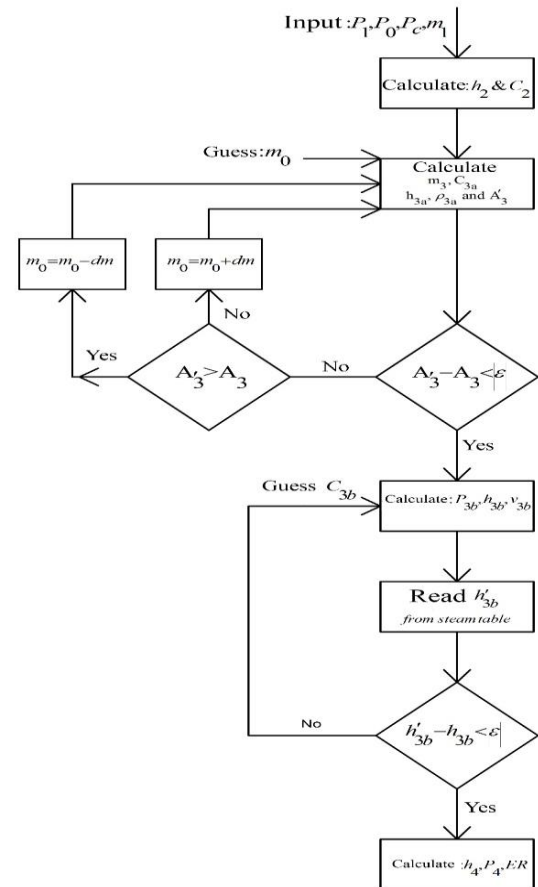 Input :P₁,P₀,P_c,m₁
Calculate:h₂ & C₂
Guess:m₀
Calculate
m₃, C₃ₐ
h₃ₐ, ρ₃ₐ and A′₃
m₀=m₀−dm
m₀=m₀+dm
No
Yes
A′₃>A₃
No
A′₃−A₃<|ε|
Yes
Guess C₃b
Calculate:P₃b,h₃b,v₃b
Read h′₃b
from steam table
No
h′₃b−h₃b<ε|
Yes
Calculate :h₄,P₄,ER